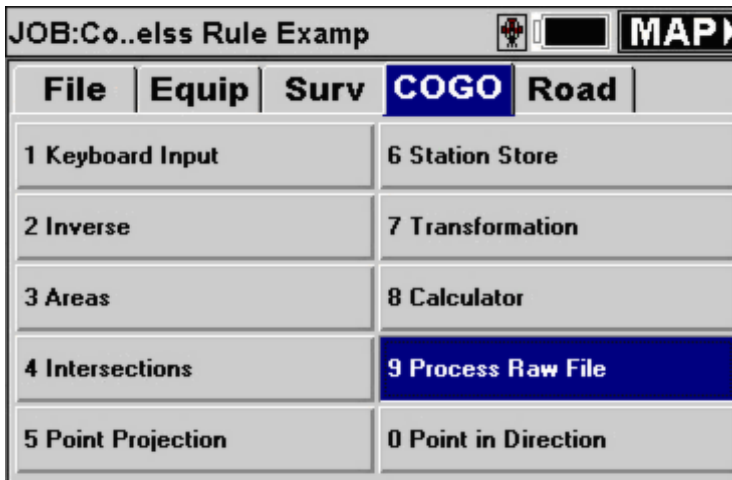 JOB:Co..elss Rule Examp MAP
File Equip Surv COGO Road
1 Keyboard Input 6 Station Store
2 Inverse 7 Transformation
3 Areas 8 Calculator
4 Intersections 9 Process Raw File
5 Point Projection 0 Point in Direction